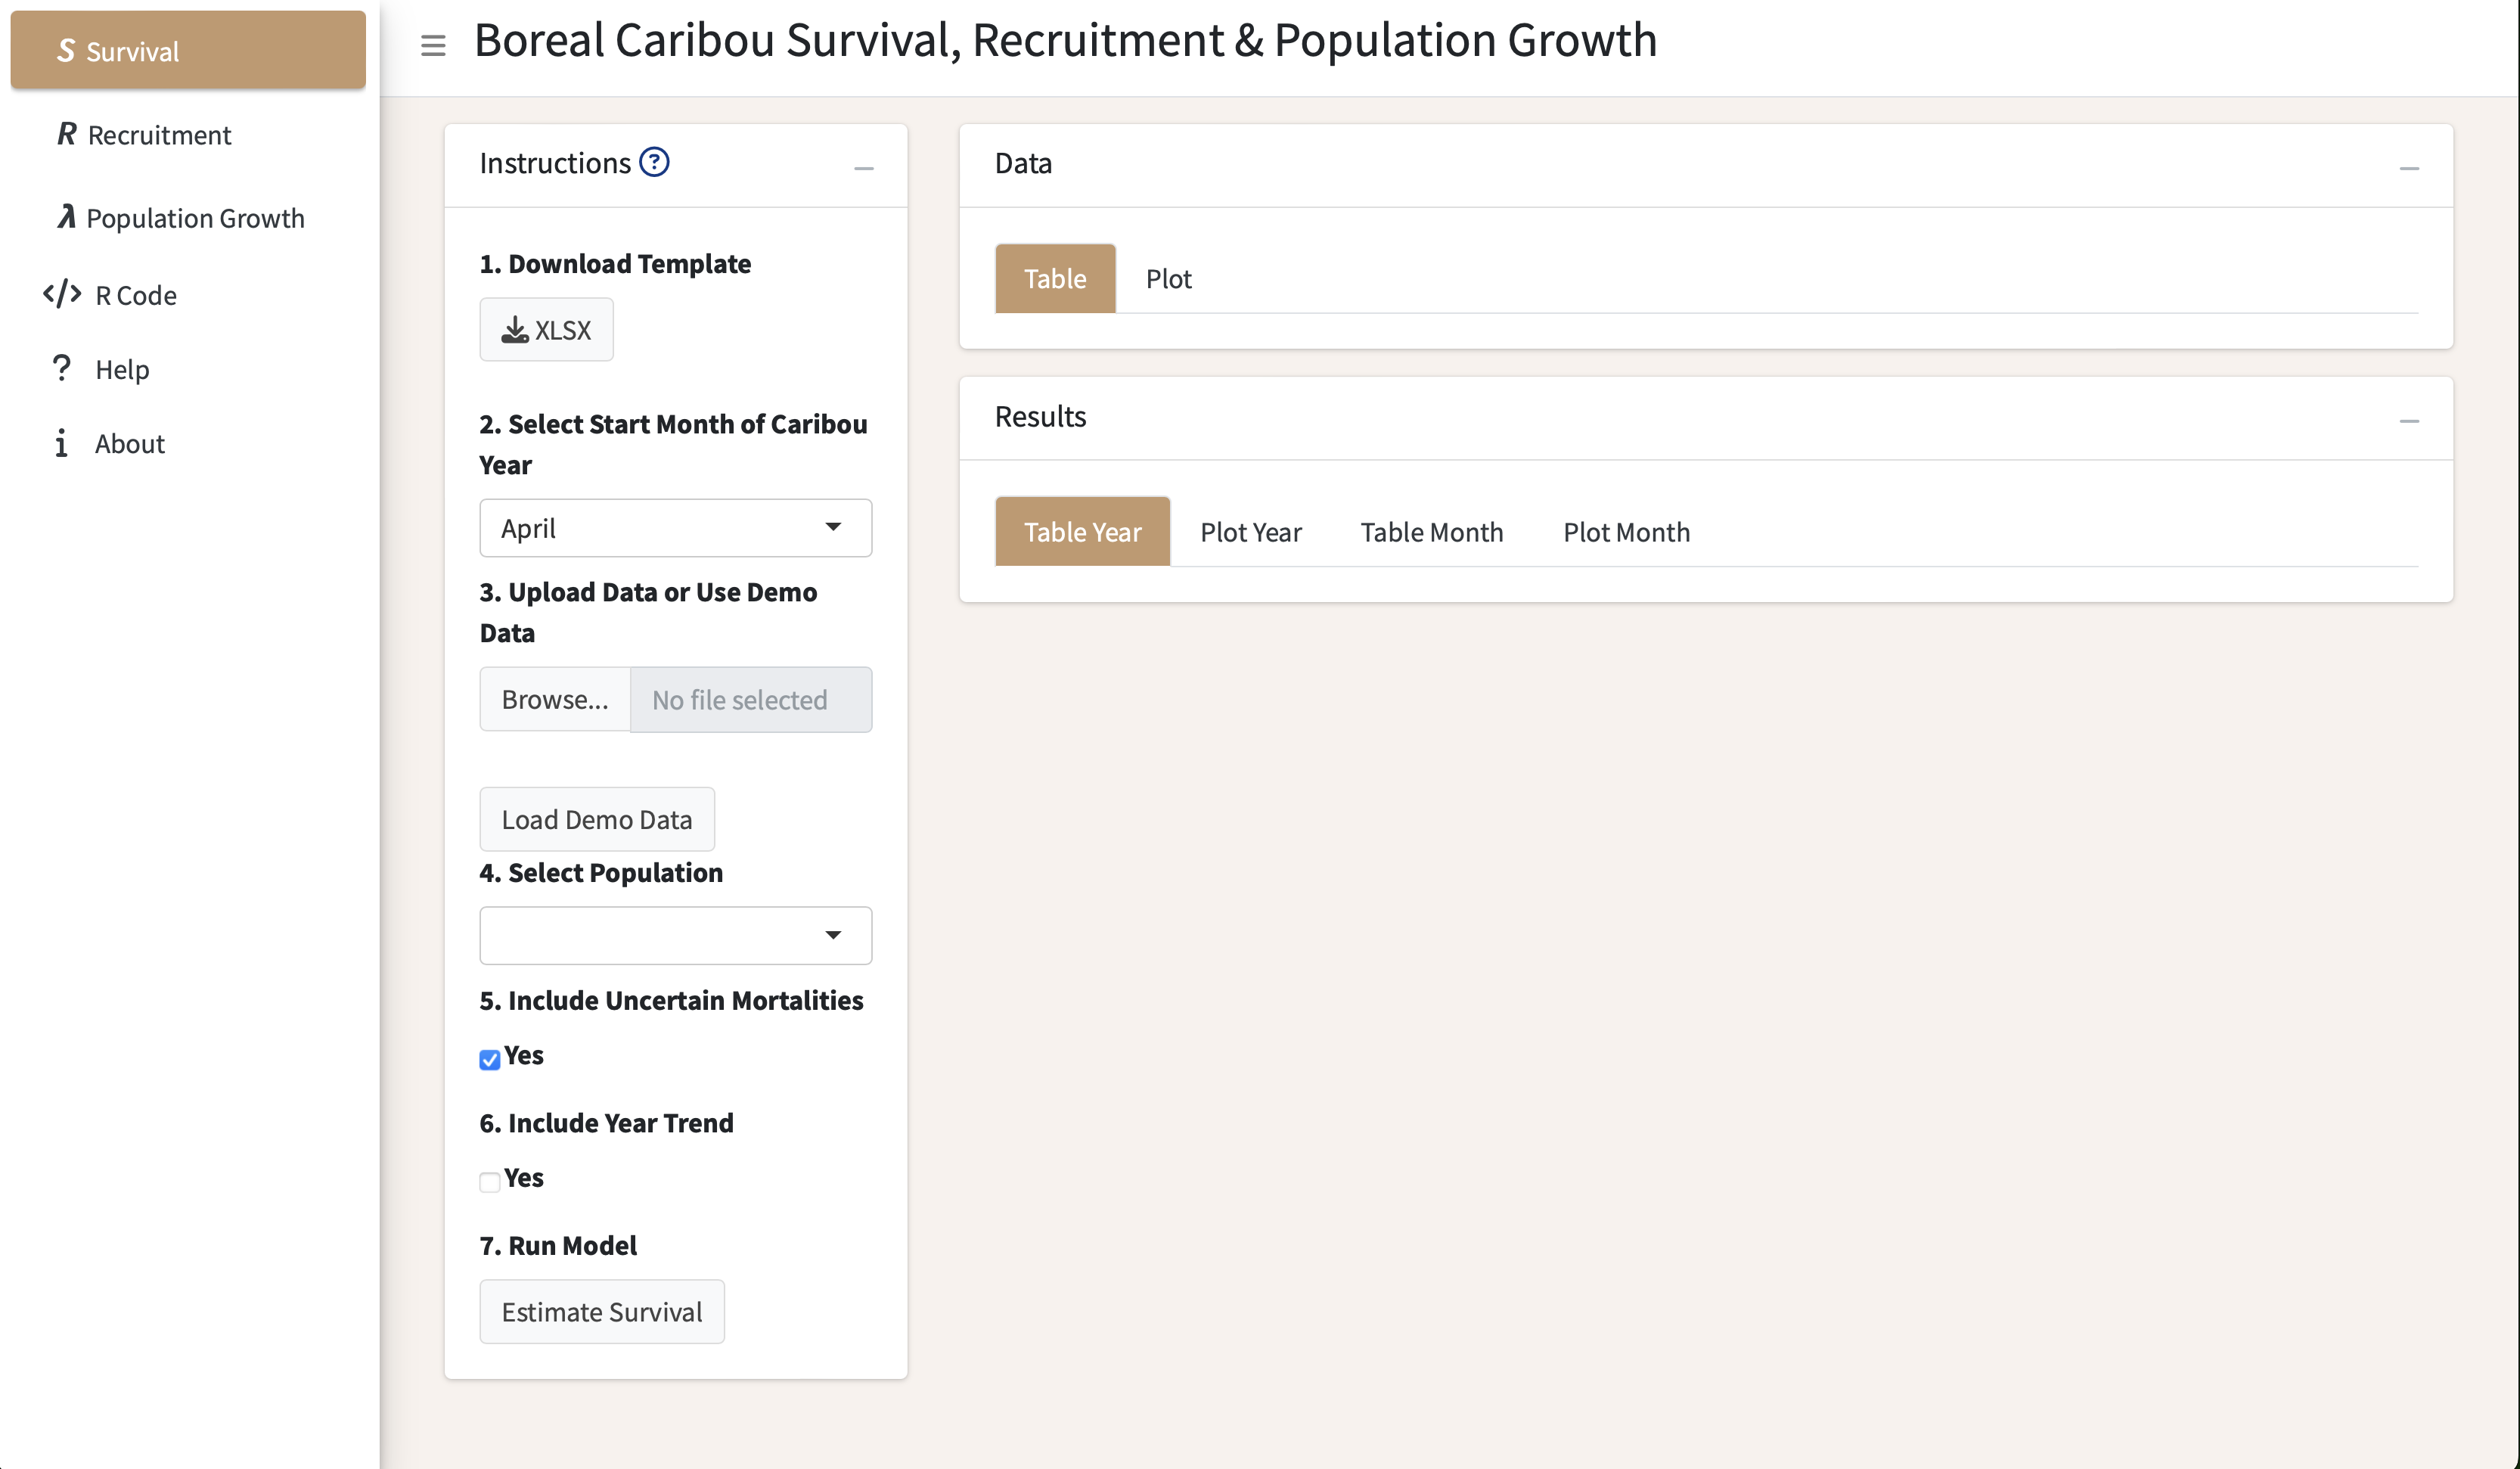 S Survival
R Recruitment
λ Population Growth
</> R Code
? Help
i About
Boreal Caribou Survival, Recruitment & Population Growth
Instructions ?
1. Download Template
XLSX
2. Select Start Month of Caribou
Year
April
3. Upload Data or Use Demo
Data
Browse... No file selected
Load Demo Data
4. Select Population
5. Include Uncertain Mortalities
Yes
6. Include Year Trend
Yes
7. Run Model
Estimate Survival
Data
Table Plot
Results
Table Year Plot Year Table Month Plot Month